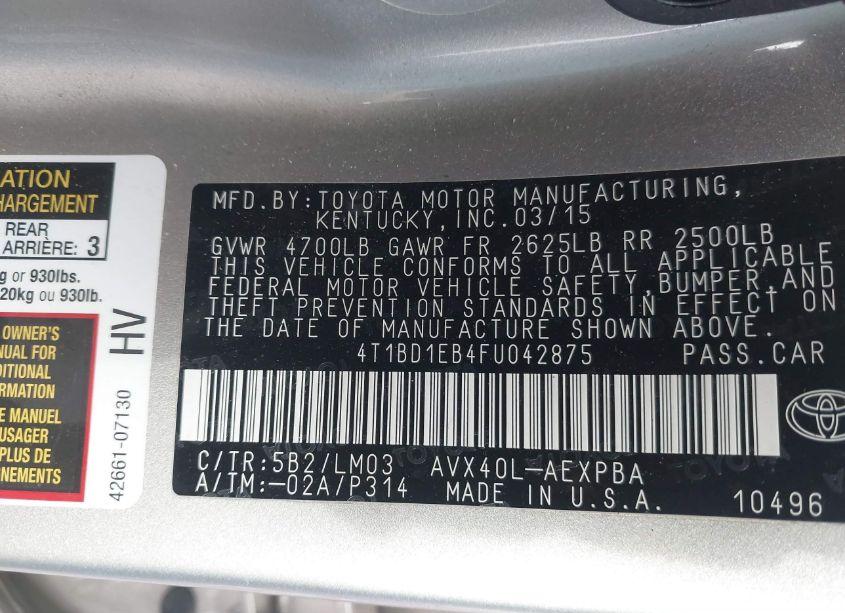 ATION
HARGEMENT
REAR
ARRIÈRE: 3
g or 930lbs.
20kg ou 930lb.
OWNER'S
NUAL FOR
DITIONAL
ORMATION
E MANUEL
USAGER
PLUS DE
GNEMENTS
HV
42661-07130
MFD. BY: TOYOTA MOTOR MANUFACTURING,
KENTUCKY, INC. 03/15
GVWR 4700LB GAWR FR 2625LB RR 2500LB
THIS VEHICLE CONFORMS TO ALL APPLICABLE
FEDERAL MOTOR VEHICLE SAFETY, BUMPER, AND
THEFT PREVENTION STANDARDS IN EFFECT ON
THE DATE OF MANUFACTURE SHOWN ABOVE.
4T1BD1EB4FU042875 PASS.CAR
C/TR: 5B2/LM03 AVX40L-AEXPBA
A/TM:-02A/P314 MADE IN U.S.A. 10496